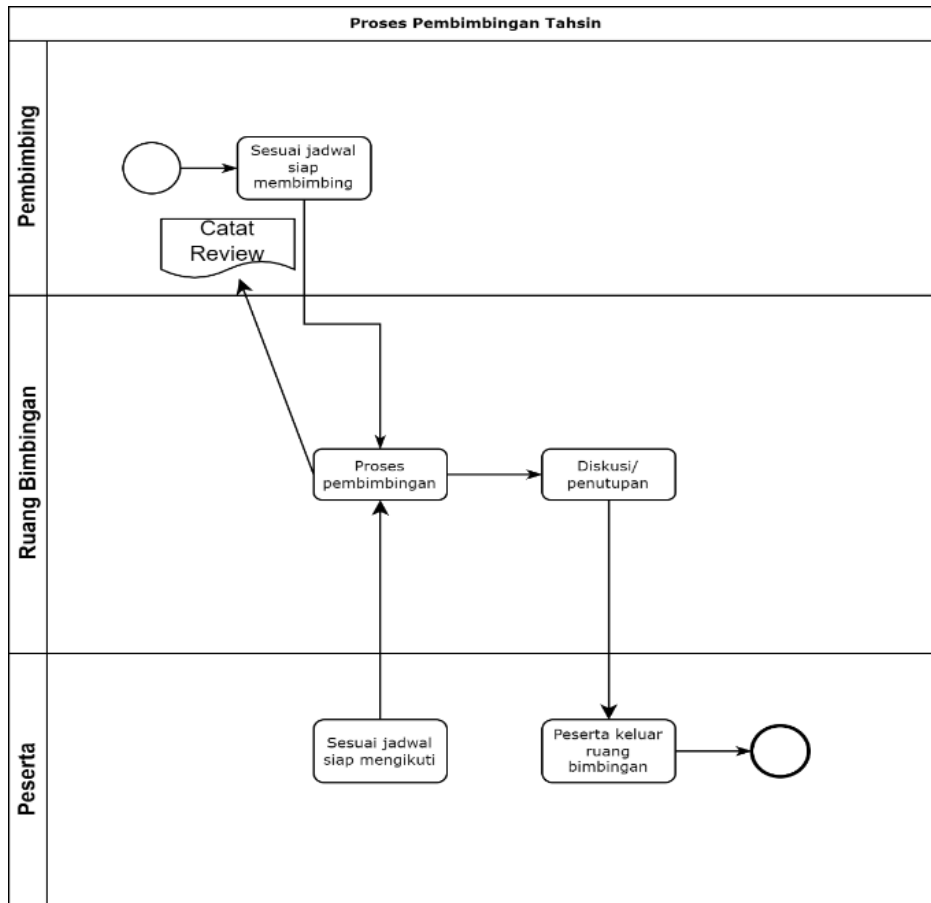 Proses Pembimbingan Tahsin
Pembimbing
Sesuai jadwal
siap
membimbing
Catat
Review
Ruang Bimbingan
Proses
pembimbingan
Diskusi/
penutupan
Peserta
Sesuai jadwal
siap mengikuti
Peserta keluar
ruang
bimbingan